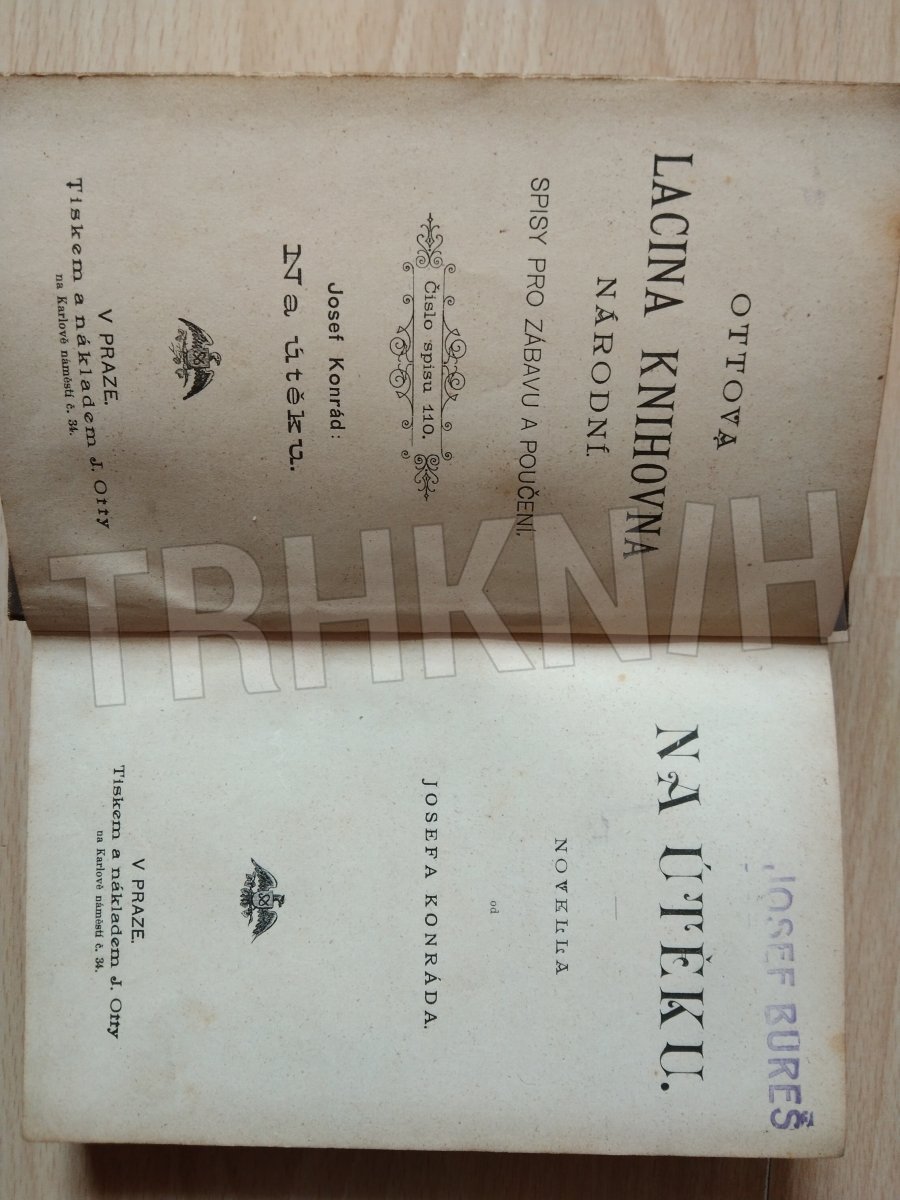 OTTOVA
LACINA KNIHOVNA
NÁRODNÍ
SPISY PRO ZÁBAVU A POUČENÍ.
Číslo spisu 110.
Josef Konrád:
Na útěku.
V PRAZE.
Tiskem a nákladem J. Otty
na Karlově náměstí č. 34.
JOSEF BUREŠ
NA ÚTĚKU.
NOVELLA
od
JOSEFA KONRÁDA.
V PRAZE.
Tiskem a nákladem J. Otty
na Karlově náměstí č. 34.
TRHKNIH